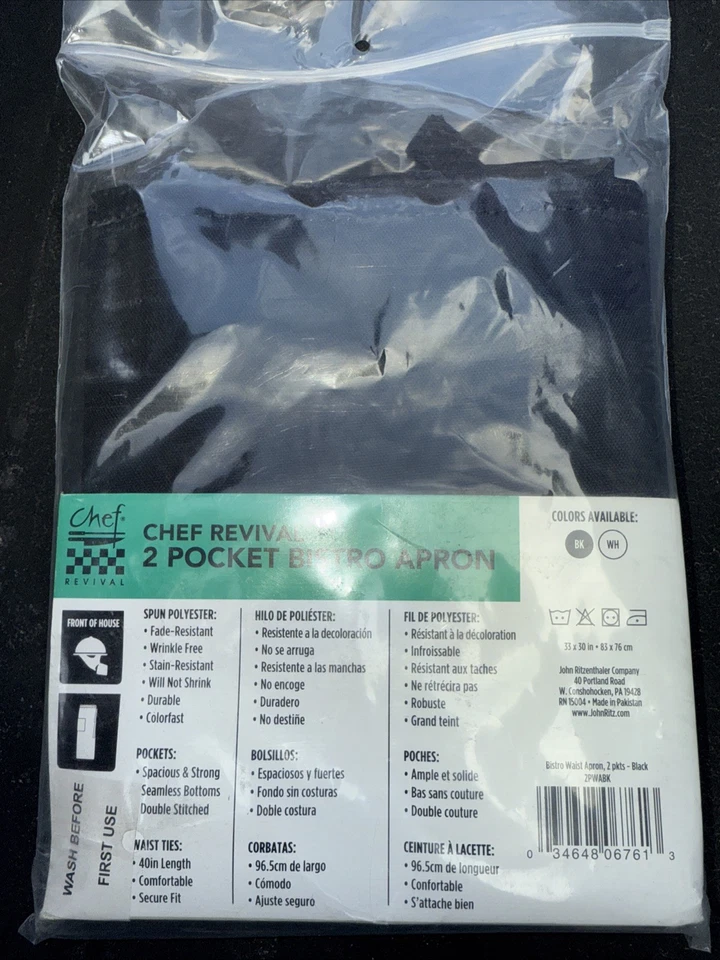 Chef
REVIVAL
CHEF REVIVAL
2 POCKET BISTRO APRON
COLORS AVAILABLE:
BK WH
FRONT OF HOUSE
WASH BEFORE
FIRST USE
SPUN POLYESTER:
• Fade-Resistant
• Wrinkle Free
• Stain-Resistant
• Will Not Shrink
• Durable
• Colorfast
POCKETS:
• Spacious & Strong
Seamless Bottoms
Double Stitched
WAIST TIES:
• 40in Length
• Comfortable
• Secure Fit
HILO DE POLIÉSTER:
• Resistente a la decoloración
• No se arruga
• Resistente a las manchas
• No encoge
• Duradero
• No destiñe
BOLSILLOS:
• Espaciosos y fuertes
• Fondo sin costuras
• Doble costura
CORBATAS:
• 96.5cm de largo
• Cómodo
• Ajuste seguro
FIL DE POLYESTER:
• Résistant à la décoloration
• Infroissable
• Résistant aux taches
• Ne rétrécira pas
• Robuste
• Grand teint
POCHES:
• Ample et solide
• Bas sans couture
• Double couture
CEINTURE À LACETTE:
• 96.5cm de longueur
• Confortable
• S'attache bien
33 x 30 in • 83 x 76 cm
John Ritzenthaler Company
40 Portland Road
W. Conshohocken, PA 19428
RN 15004 • Made in Pakistan
www.JohnRitz.com
Bistro Waist Apron, 2 pkts - Black
2PWABK
0 34648 06761 3